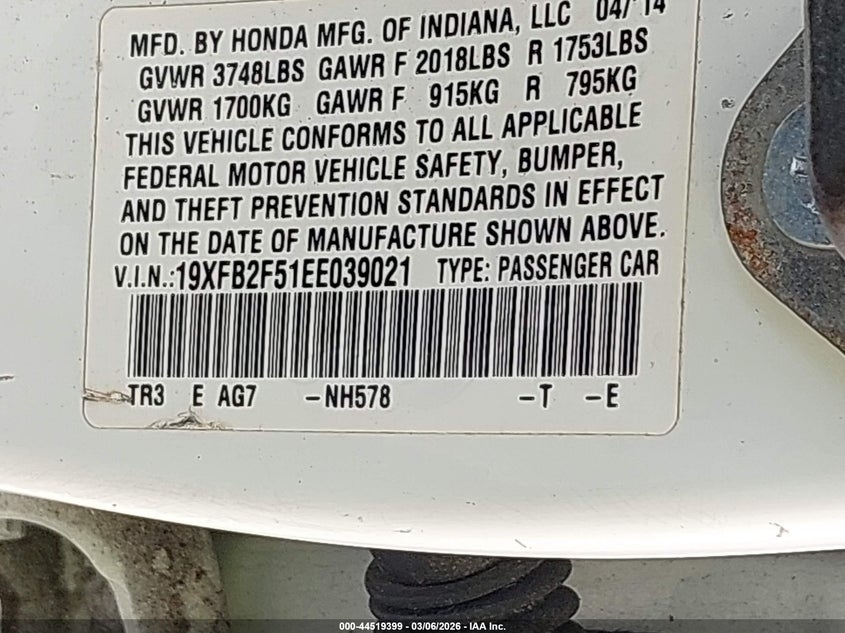 MFD. BY HONDA MFG. OF INDIANA, LLC 04/14
GVWR 3748LBS GAWR F 2018LBS R 1753LBS
GVWR 1700KG GAWR F 915KG R 795KG
THIS VEHICLE CONFORMS TO ALL APPLICABLE
FEDERAL MOTOR VEHICLE SAFETY, BUMPER,
AND THEFT PREVENTION STANDARDS IN EFFECT
ON THE DATE OF MANUFACTURE SHOWN ABOVE.
V.I.N.:19XFB2F51EE039021 TYPE: PASSENGER CAR
TR3 E AG7 -NH578 -T -E
000-44519399 - 03/06/2026 - IAA Inc.